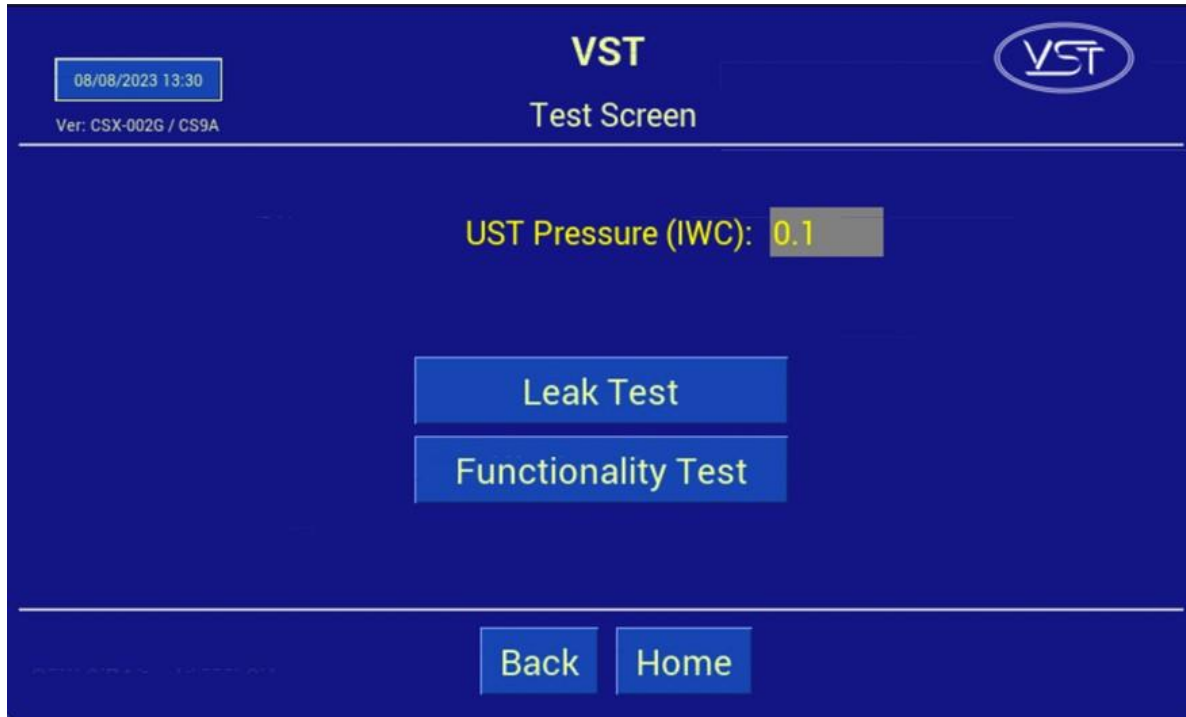 VST
VST
08/08/2023 13:30
Test Screen
Ver: CSX-002G / CS9A
UST Pressure (IWC): 0.1
Leak Test
Functionality Test
Back Home